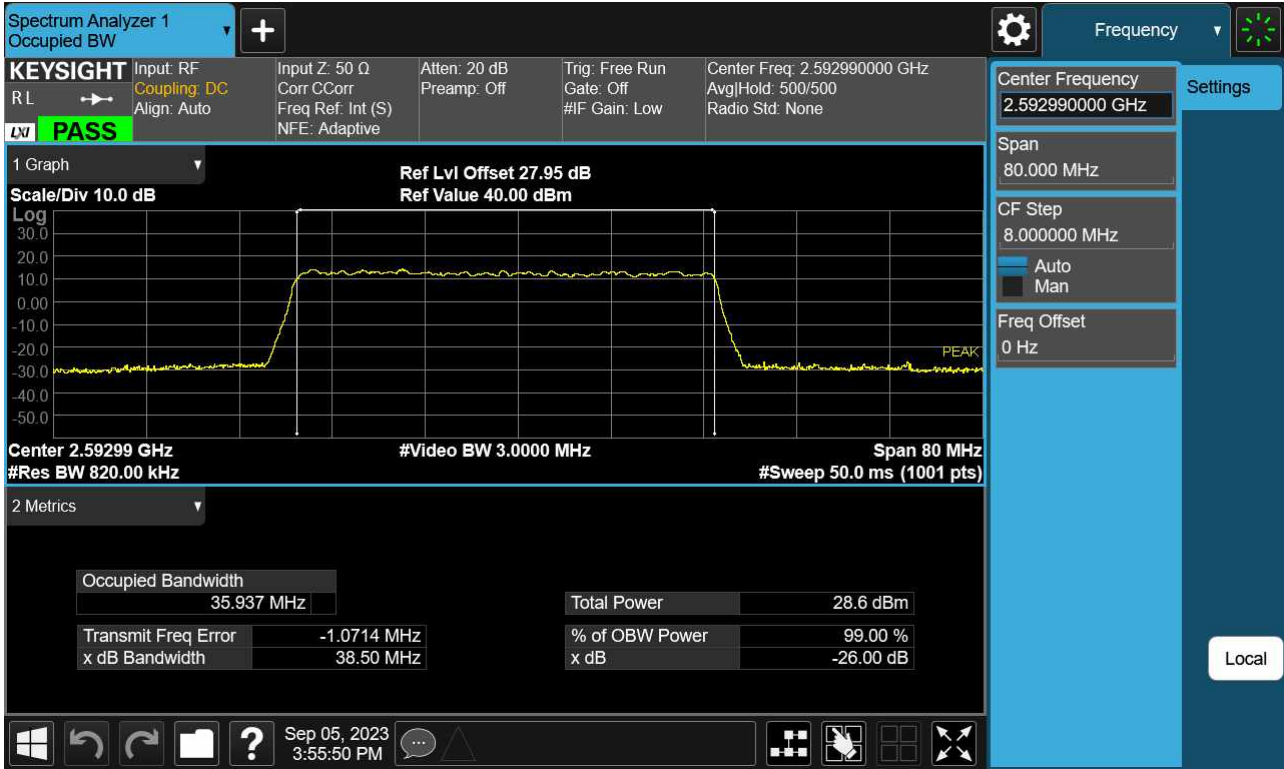 Spectrum Analyzer 1
Occupied BW
Frequency
KEYSIGHT
R L
LXI
PASS
Input: RF
Coupling: DC
Align: Auto
Input Z: 50 Ω
Corr CCorr
Freq Ref: Int (S)
NFE: Adaptive
Atten: 20 dB
Preamp: Off
Trig: Free Run
Gate: Off
#IF Gain: Low
Center Freq: 2.592990000 GHz
Avg|Hold: 500/500
Radio Std: None
Center Frequency
2.592990000 GHz
Settings
Span
80.000 MHz
CF Step
8.000000 MHz
Auto
Man
Freq Offset
0 Hz
Local
1 Graph
Ref Lvl Offset 27.95 dB
Scale/Div 10.0 dB
Ref Value 40.00 dBm
Log
30.0
20.0
10.0
0.00
-10.0
-20.0
-30.0
-40.0
-50.0
PEAK
Center 2.59299 GHz
#Video BW 3.0000 MHz
Span 80 MHz
#Res BW 820.00 kHz
#Sweep 50.0 ms (1001 pts)
2 Metrics
Occupied Bandwidth
35.937 MHz
Total Power 28.6 dBm
Transmit Freq Error -1.0714 MHz
% of OBW Power 99.00 %
x dB Bandwidth 38.50 MHz
x dB -26.00 dB
Sep 05, 2023
3:55:50 PM